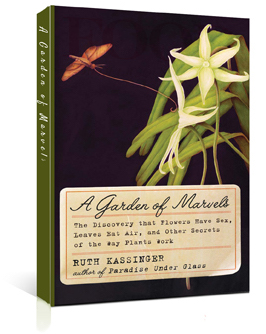 A Garden of Marvels
A Garden of Marvels
The Discovery that Flowers Have Sex,
Leaves Eat Air, and Other Secrets
of the Way Plants Work
RUTH KASSINGER
author of Paradise Under Glass